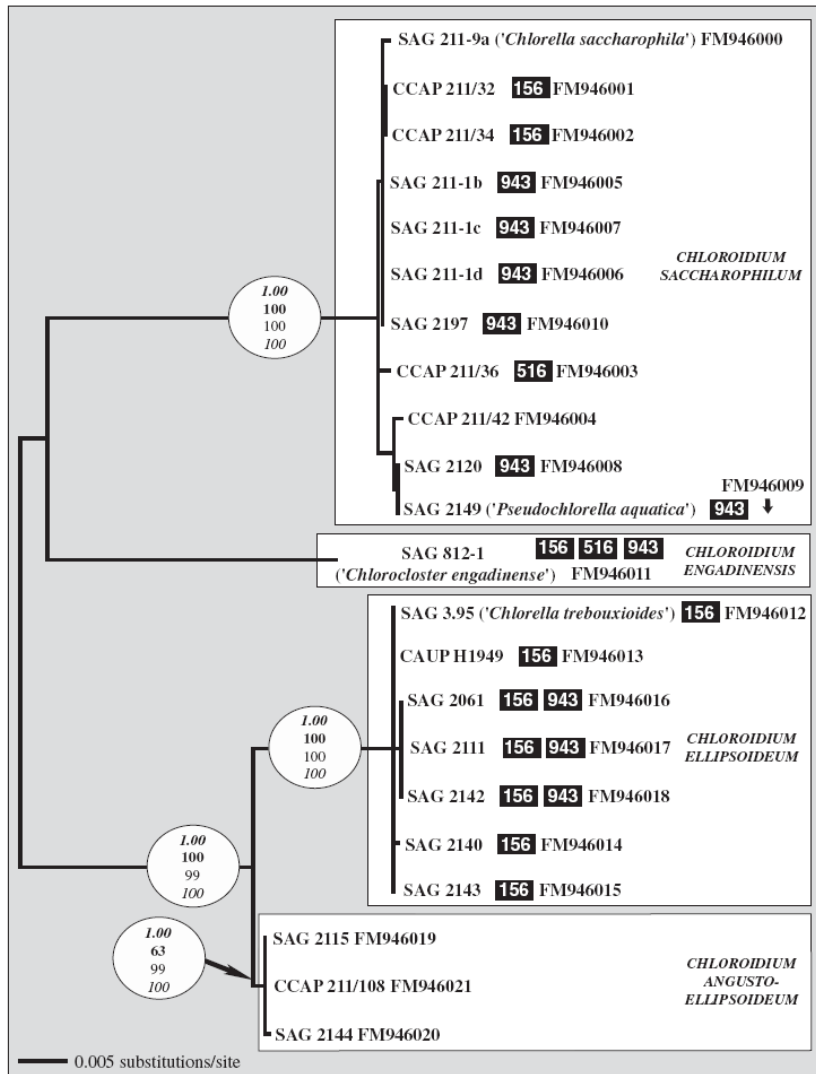 SAG 211-9a ('Chlorella saccharophila') FM946000
CCAP 211/32 156 FM946001
CCAP 211/34 156 FM946002
SAG 211-1b 943 FM946005
SAG 211-1c 943 FM946007
SAG 211-1d 943 FM946006
SAG 2197 943 FM946010
CCAP 211/36 516 FM946003
CCAP 211/42 FM946004
SAG 2120 943 FM946008
FM946009
SAG 2149 ('Pseudochlorella aquatica') 943
CHLOROIDIUM
SACCHAROPHILUM
1.00
100
100
100
SAG 812-1 156 516 943
('Chlorocloster engadinense') FM946011
CHLOROIDIUM
ENGADINENSIS
SAG 3.95 ('Chlorella trebouxioides') 156 FM946012
CAUP H1949 156 FM946013
SAG 2061 156 943 FM946016
SAG 2111 156 943 FM946017
SAG 2142 156 943 FM946018
SAG 2140 156 FM946014
SAG 2143 156 FM946015
CHLOROIDIUM
ELLIPSOIDEUM
1.00
100
100
100
1.00
100
99
100
1.00
63
99
100
SAG 2115 FM946019
CCAP 211/108 FM946021
SAG 2144 FM946020
CHLOROIDIUM
ANGUSTO-
ELLIPSOIDEUM
0.005 substitutions/site